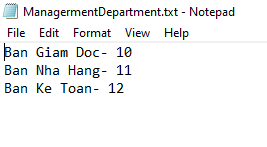 ManagermentDepartment.txt - Notepad
File Edit Format View Help
Ban Giam Doc- 10
Ban Nha Hang- 11
Ban Ke Toan- 12